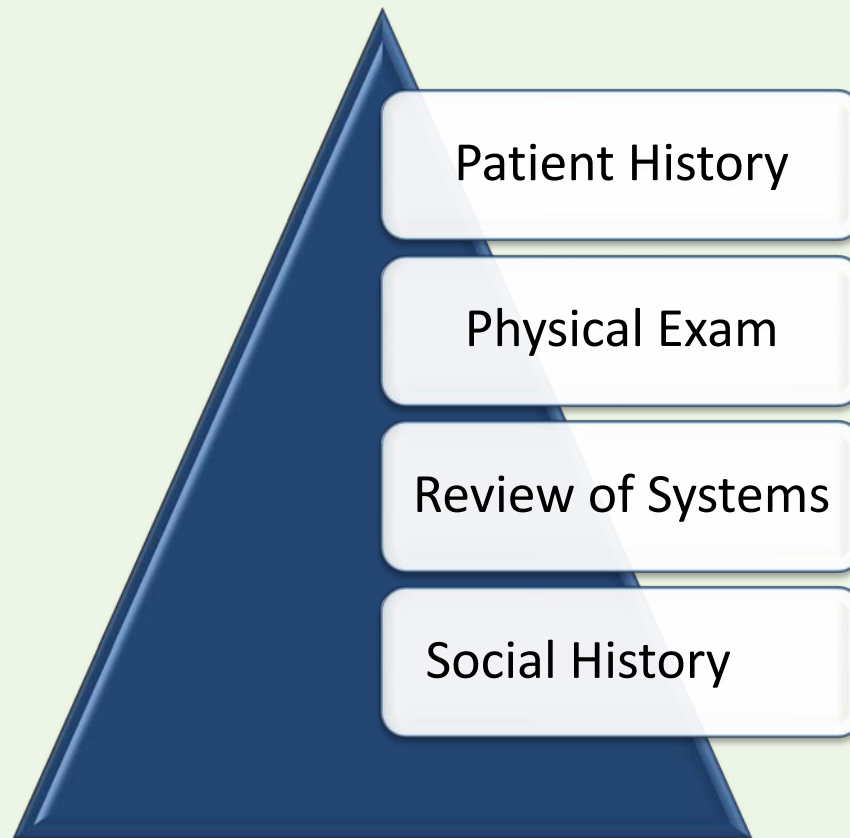 Patient History
Physical Exam
Review of Systems
Social History